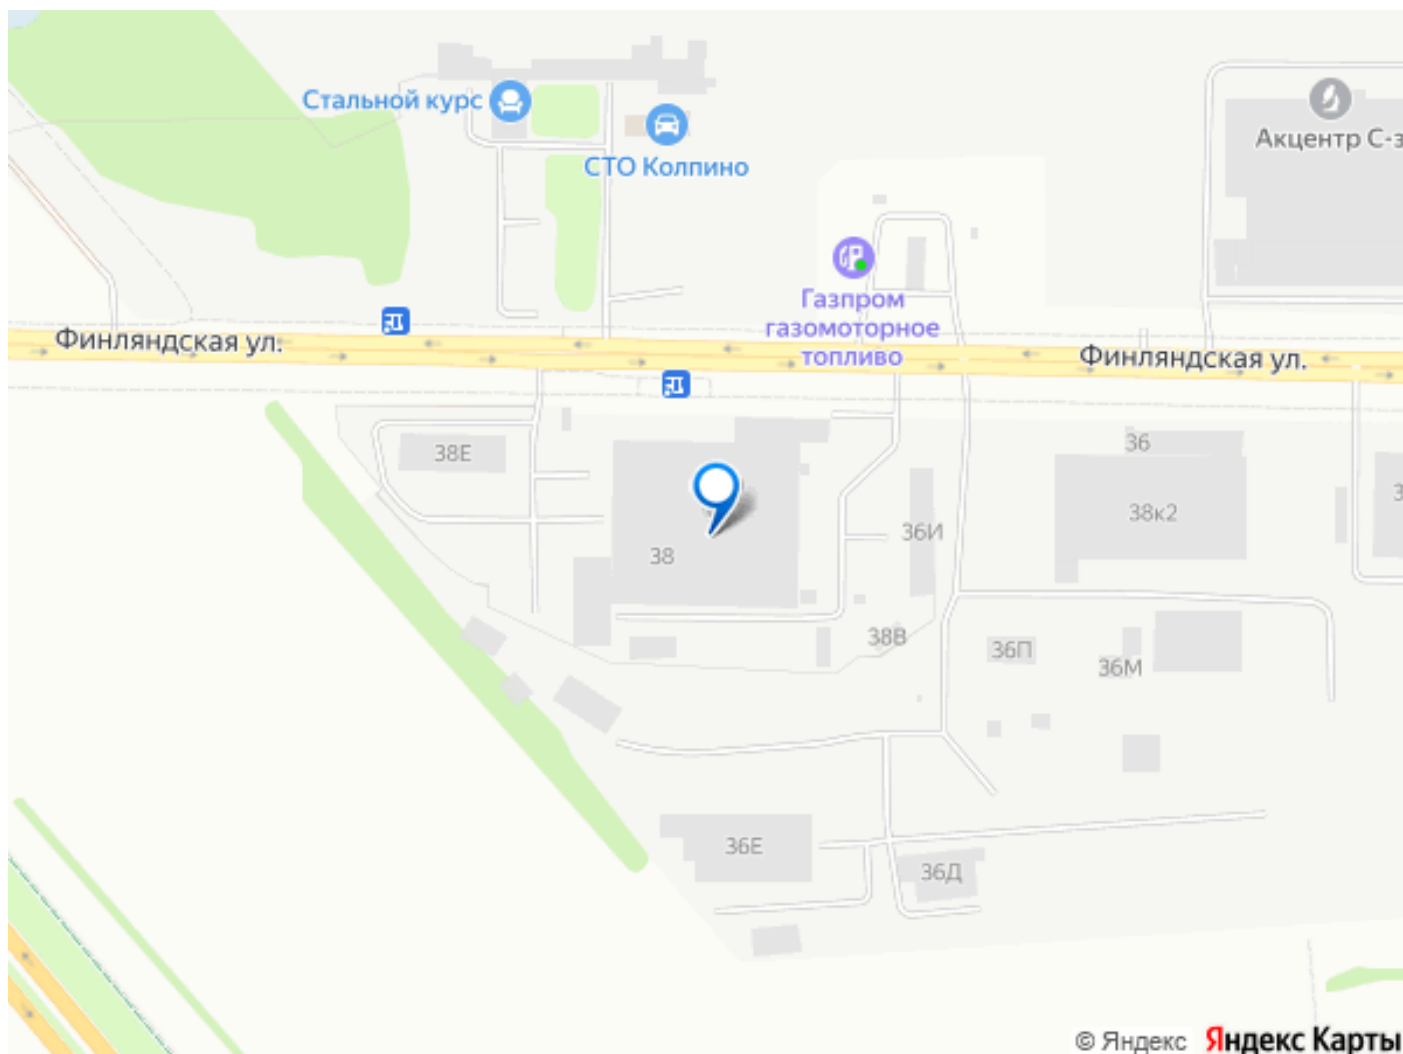 Стальной курс
СТО Колпино
Акцентр С-з
Газпром
газомоторное
топливо
Финляндская ул.
Финляндская ул.
38Е
36
38к2
36И
38
38В
36П
36М
36Е
36Д
© Яндекс Яндекс Карты